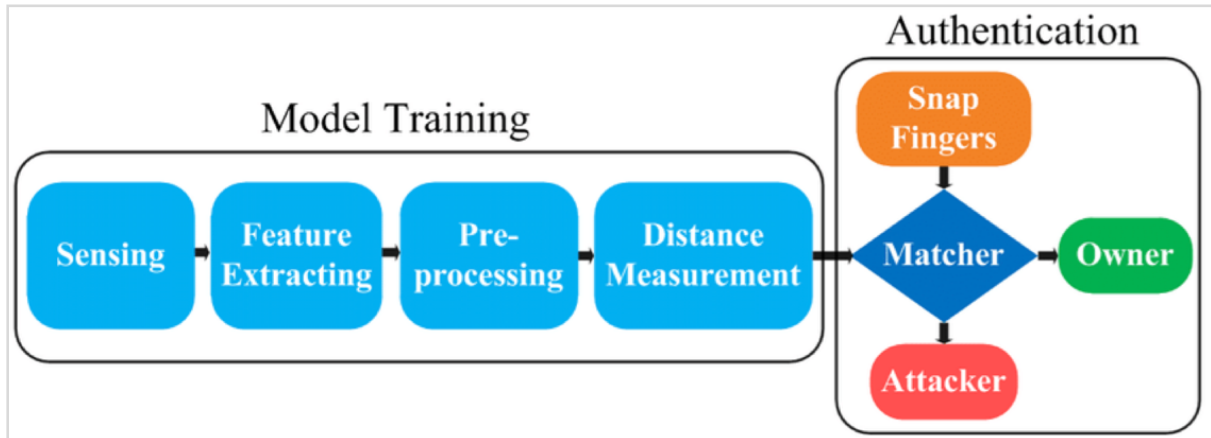 Authentication
Model Training
Snap
Fingers
Sensing
Feature
Extracting
Pre-
processing
Distance
Measurement
Matcher
Owner
Attacker